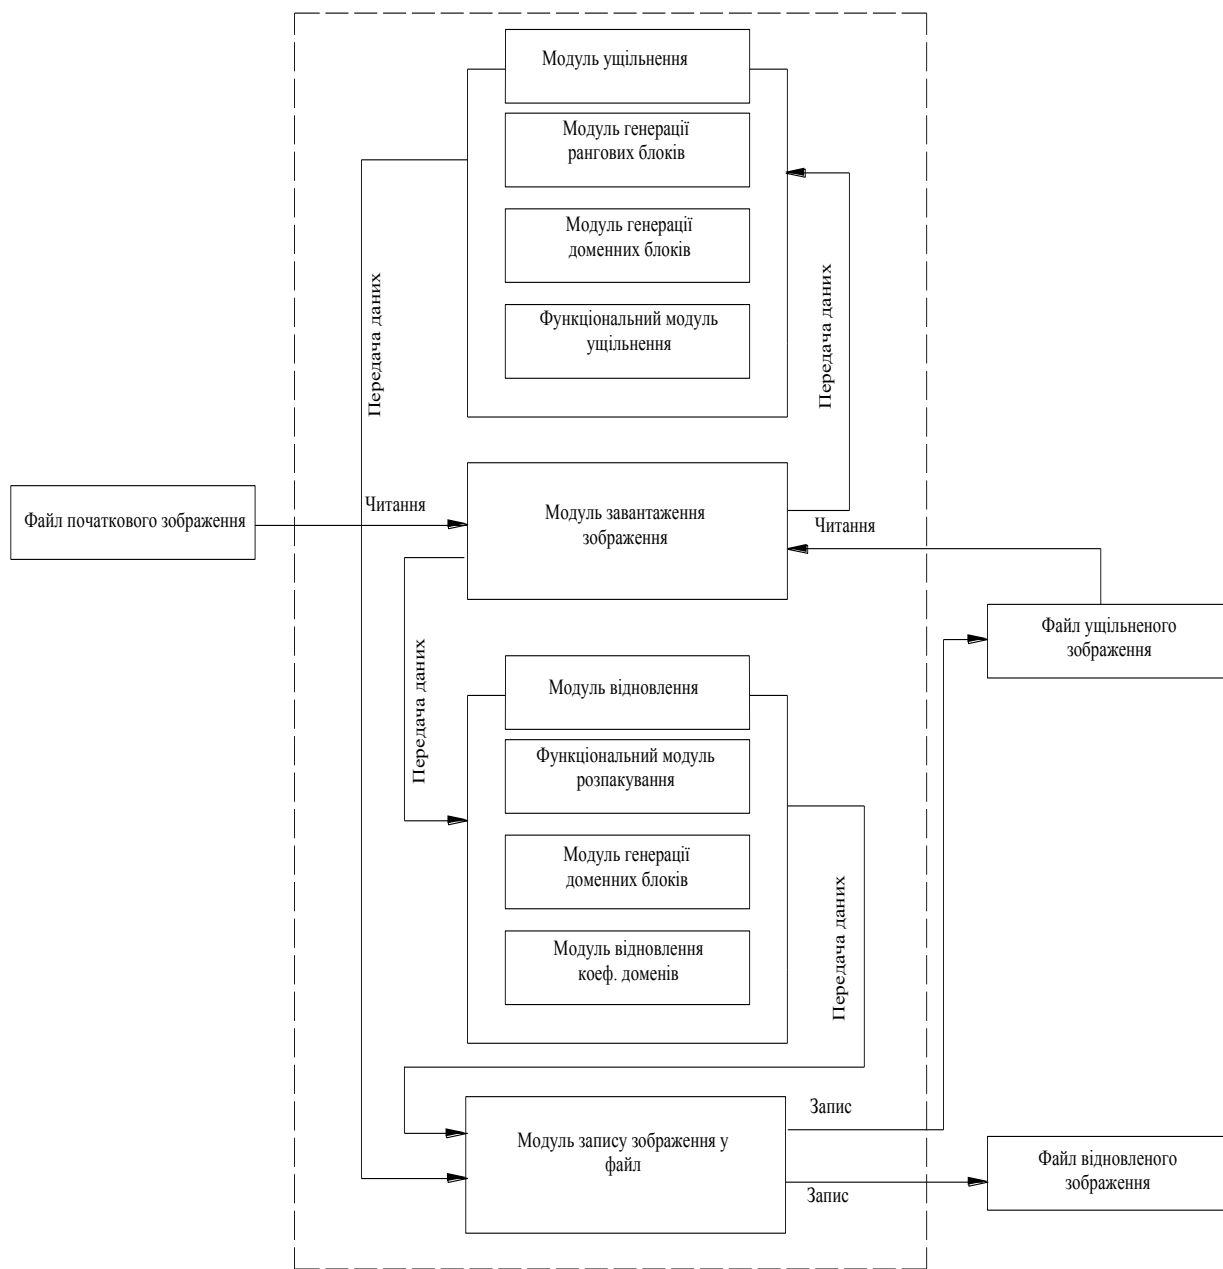 Модуль ущільнення
Модуль генерації
рангових блоків
Модуль генерації
доменних блоків
Функціональний модуль
ущільнення
Передача даних
Передача даних
Файл початкового зображення
Читання
Модуль завантаження
зображення
Читання
Файл ущільненого
зображення
Передача даних
Модуль відновлення
Функціональний модуль
розпакування
Модуль генерації
доменних блоків
Модуль відновлення
коеф. доменів
Передача даних
Модуль запису зображення у
файл
Запис
Запис
Файл відновленого
зображення